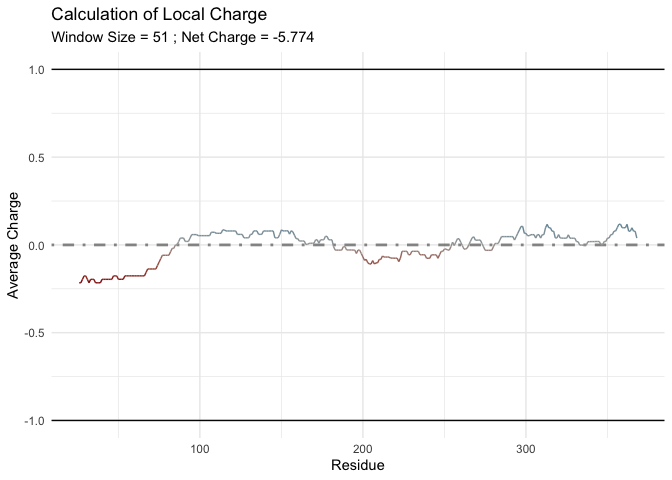 Calculation of Local Charge
Window Size = 51 ; Net Charge = -5.774
1.0
0.5
0.0
-0.5
-1.0
Average Charge
100
200
300
Residue